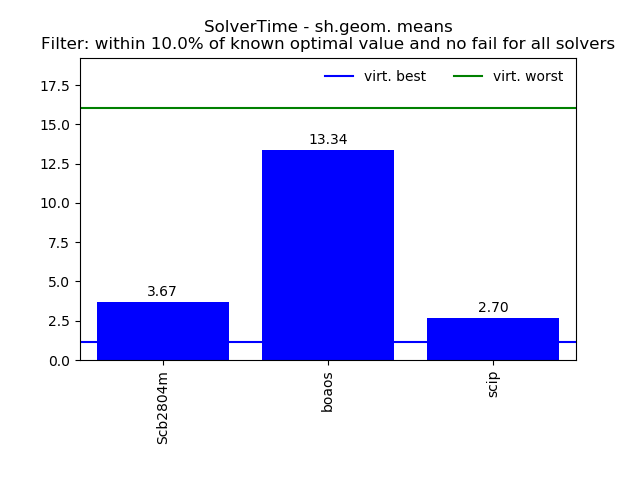 SolverTime - sh.geom. means
Filter: within 10.0% of known optimal value and no fail for all solvers
virt. best
virt. worst
17.5
15.0
12.5
10.0
7.5
5.0
2.5
0.0
3.67
13.34
2.70
Scb2804m
boaos
scip